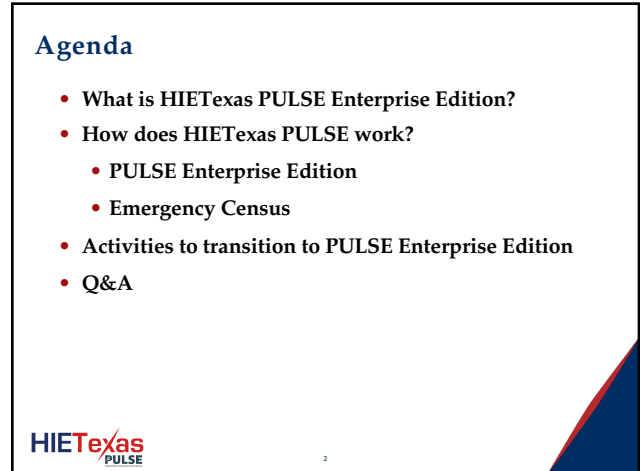 Agenda
• What is HIETexas PULSE Enterprise Edition?
• How does HIETexas PULSE work?
• PULSE Enterprise Edition
• Emergency Census
• Activities to transition to PULSE Enterprise Edition
• Q&A
HIETexas
PULSE
2